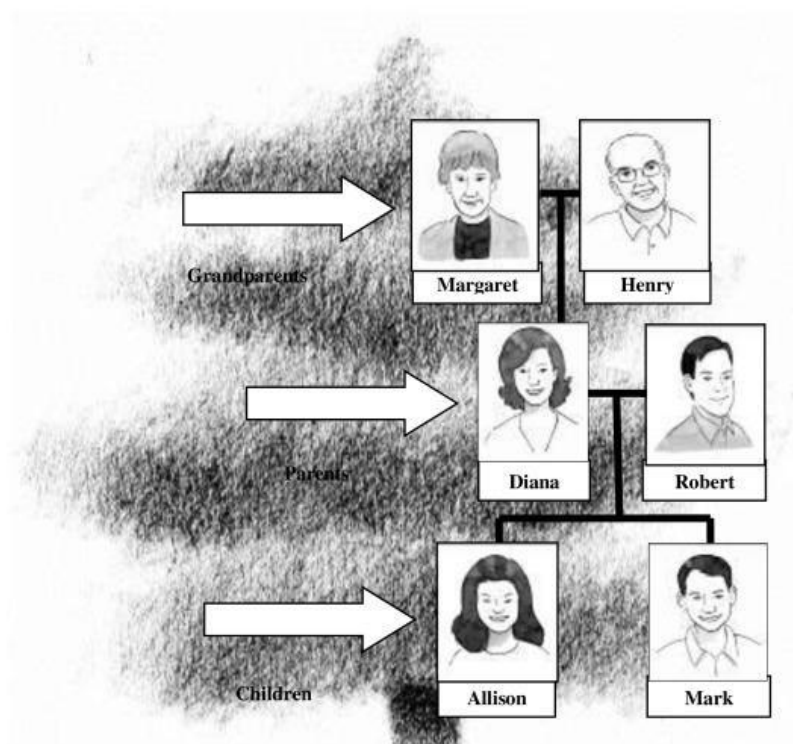 Grandparents
Margaret
Henry
Parents
Diana
Robert
Children
Allison
Mark